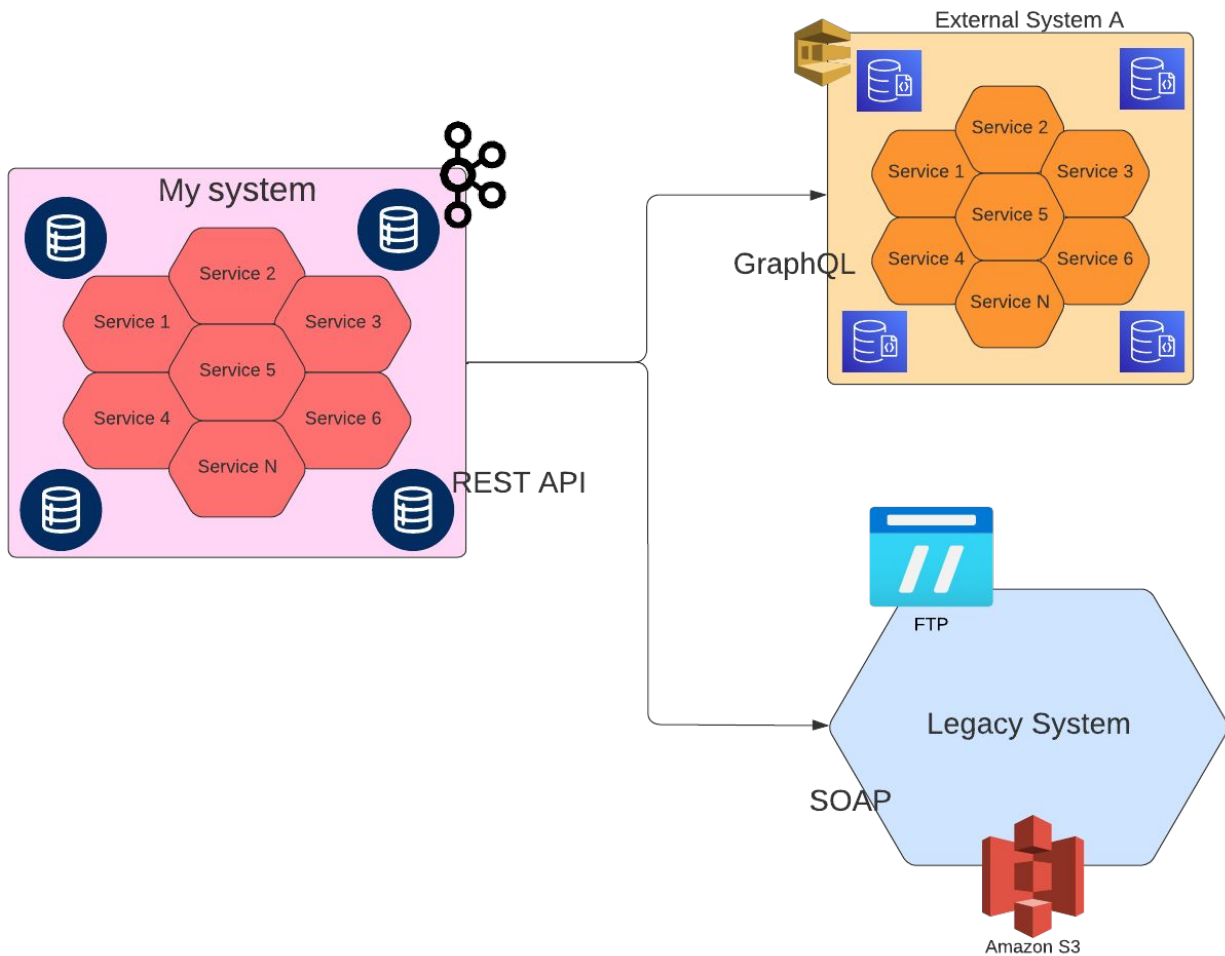 External System A
Service 2
Service 1
Service 3
Service 5
Service 4
Service 6
Service N
GraphQL
My system
Service 2
Service 1
Service 3
Service 5
Service 4
Service 6
Service N
REST API
FTP
Legacy System
SOAP
Amazon S3